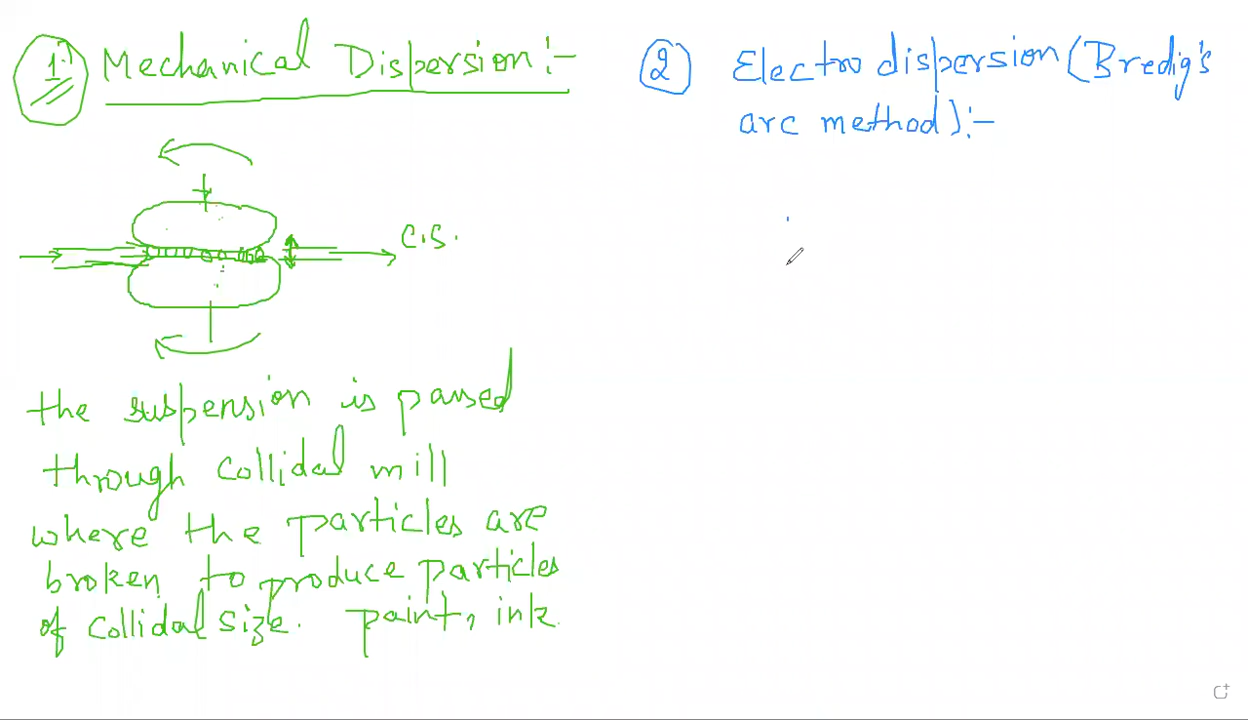 1. Mechanical Dispersion :-
C.S.
the suspension is passed
through collidal mill
where the particles are
broken to produce particles
of collidal size. paint, ink
2 Electro dispersion (Bredig's
arc method) :-